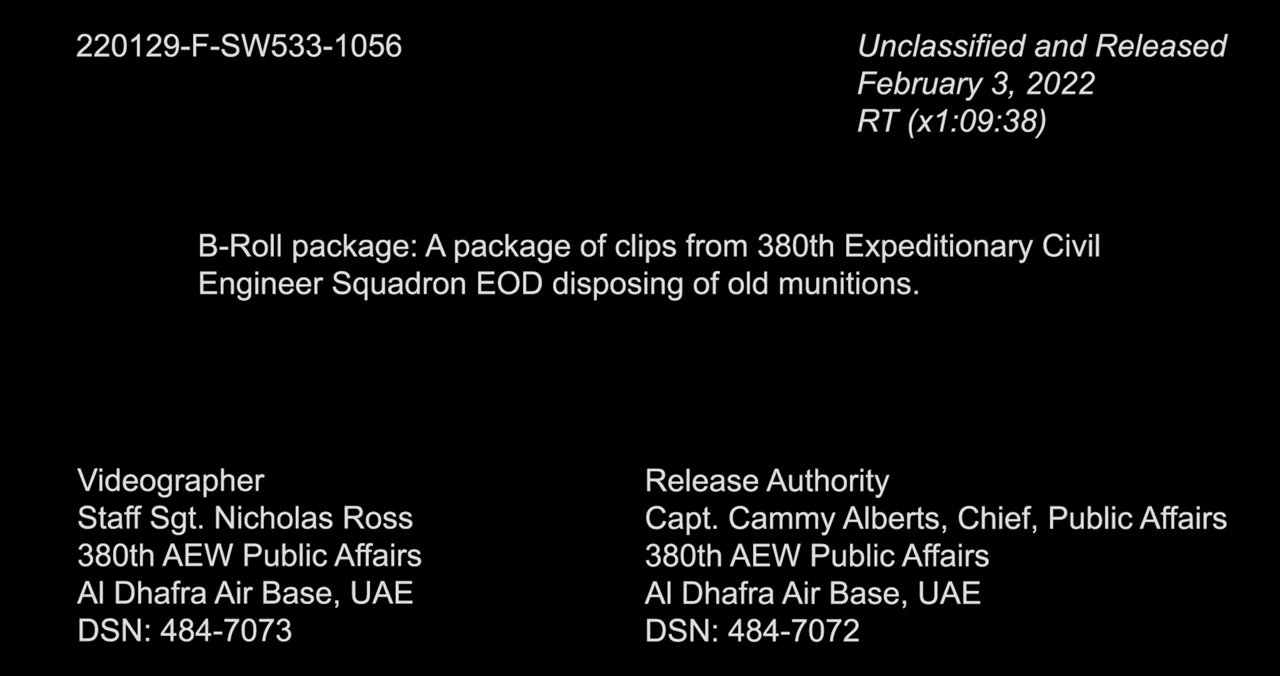 220129-F-SW533-1056
Unclassified and Released
February 3, 2022
RT (x1:09:38)
B-Roll package: A package of clips from 380th Expeditionary Civil
Engineer Squadron EOD disposing of old munitions.
Videographer
Staff Sgt. Nicholas Ross
380th AEW Public Affairs
Al Dhafra Air Base, UAE
DSN: 484-7073
Release Authority
Capt. Cammy Alberts, Chief, Public Affairs
380th AEW Public Affairs
Al Dhafra Air Base, UAE
DSN: 484-7072